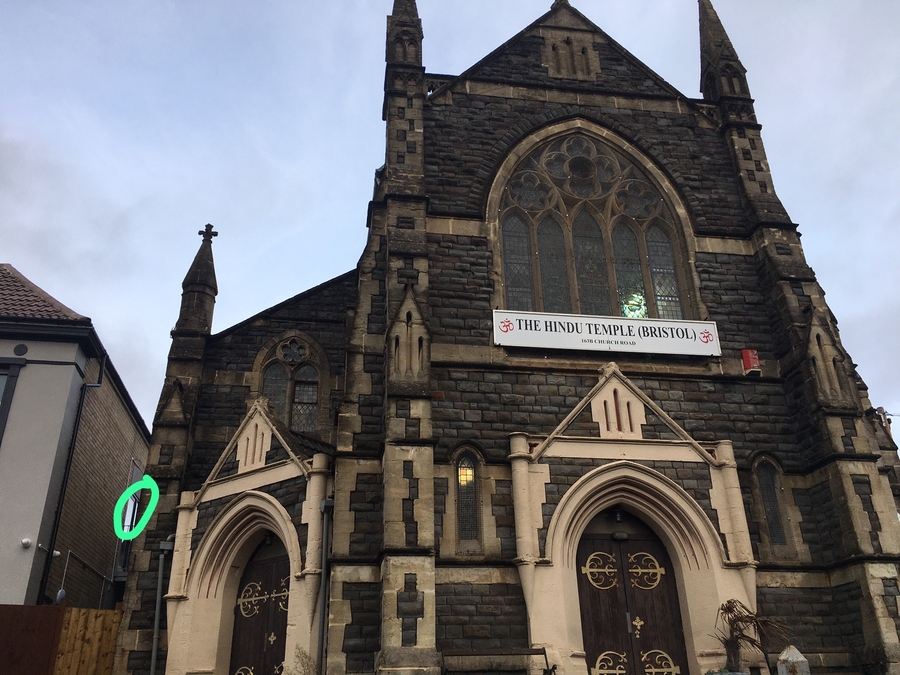 ॐ THE HINDU TEMPLE (BRISTOL) ॐ
163B CHURCH ROAD